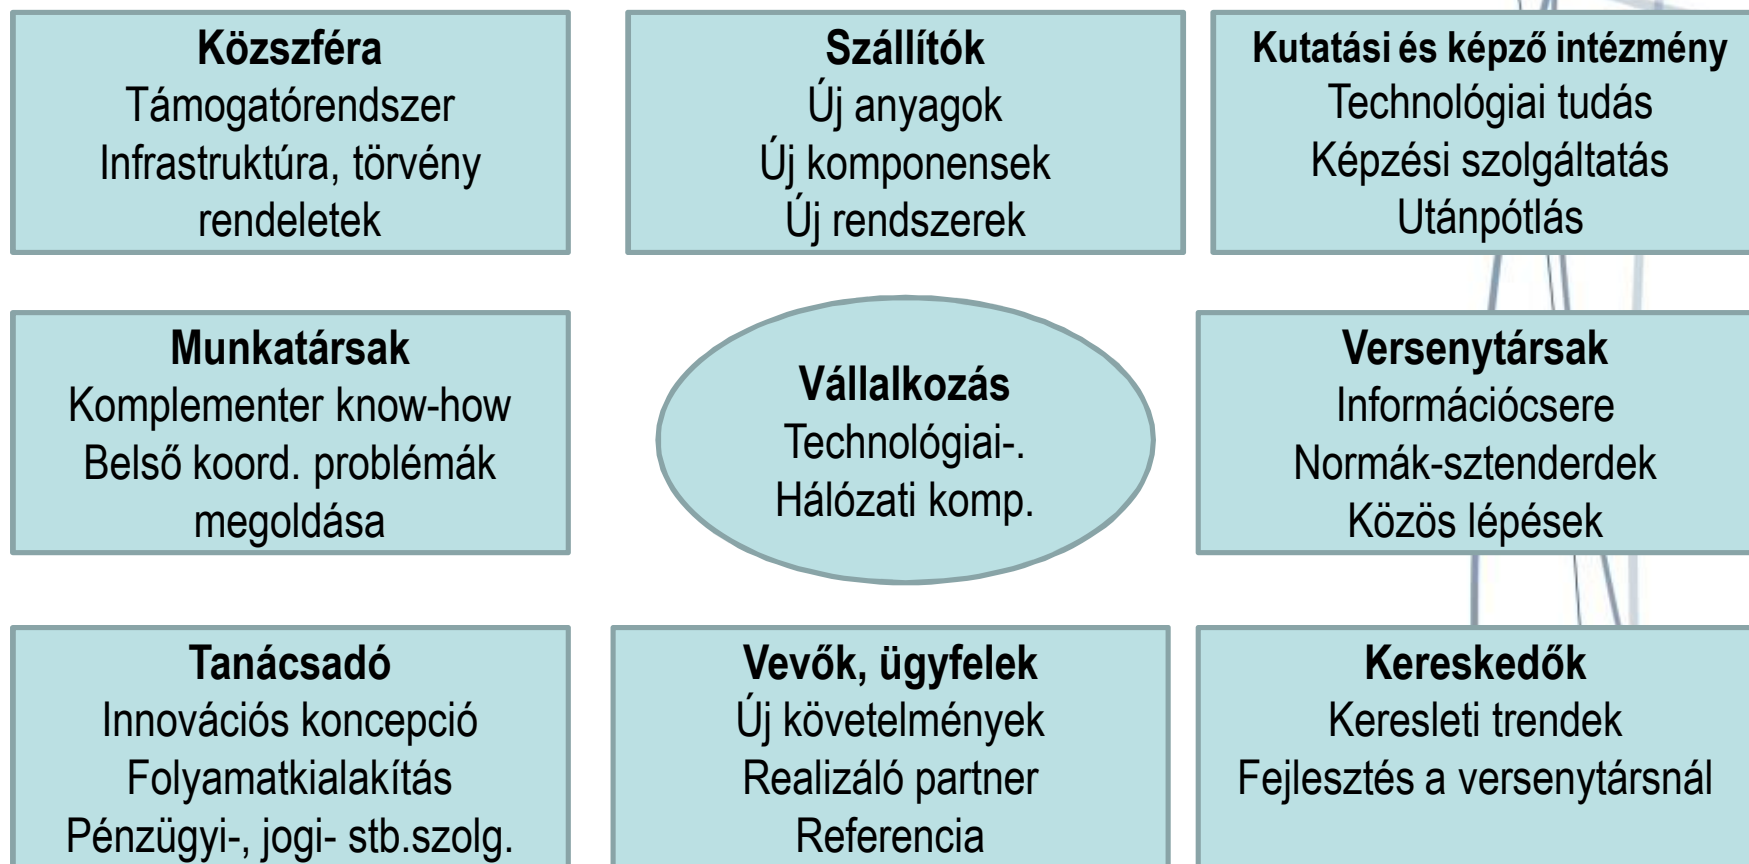 Közszféra
Támogatórendszer
Infrastruktúra, törvény
rendeletek
Szállítók
Új anyagok
Új komponensek
Új rendszerek
Kutatási és képző intézmény
Technológiai tudás
Képzési szolgáltatás
Utánpótlás
Munkatársak
Komplementer know-how
Belső koord. problémák
megoldása
Vállalkozás
Technológiai-.
Hálózati komp.
Versenytársak
Információcsere
Normák-sztenderdek
Közös lépések
Tanácsadó
Innovációs koncepció
Folyamatkialakítás
Pénzügyi-, jogi- stb.szolg.
Vevők, ügyfelek
Új követelmények
Realizáló partner
Referencia
Kereskedők
Keresleti trendek
Fejlesztés a versenytársnál